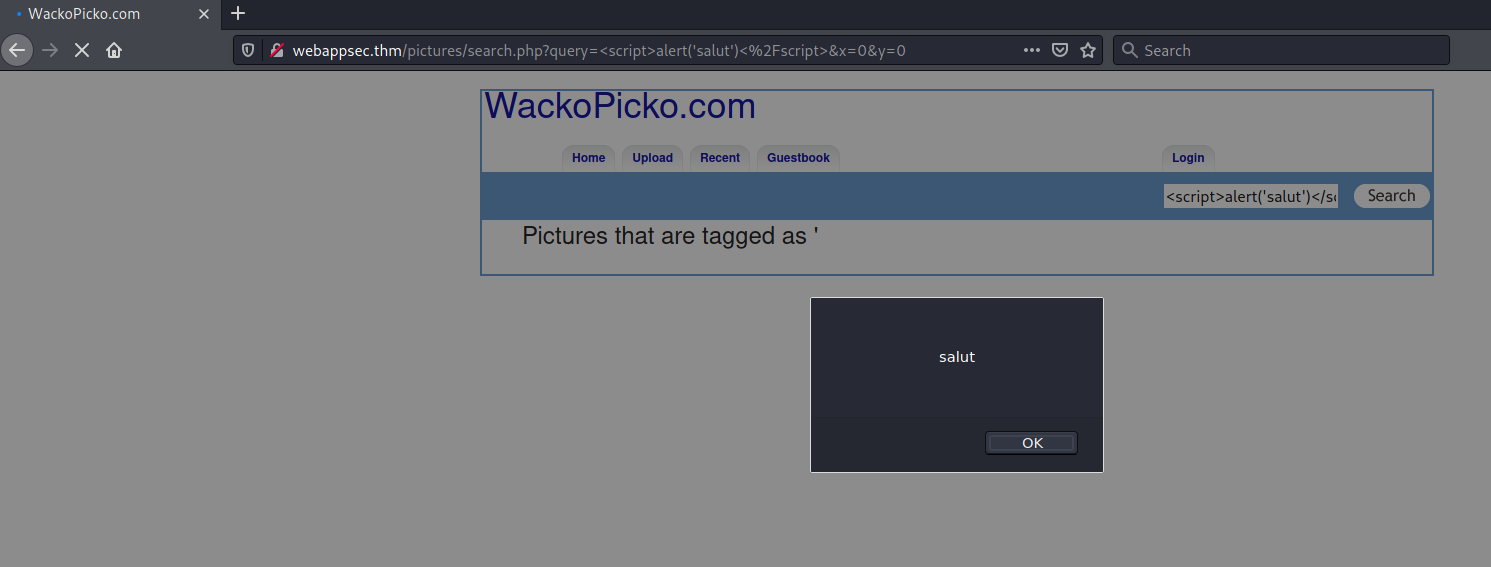 WackoPicko.com
webappsec.thm/pictures/search.php?query=<script>alert('salut')<%2Fscript>&x=0&y=0
Search
WackoPicko.com
Home Upload Recent Guestbook Login
<script>alert('salut')</sc Search
Pictures that are tagged as '
salut
OK